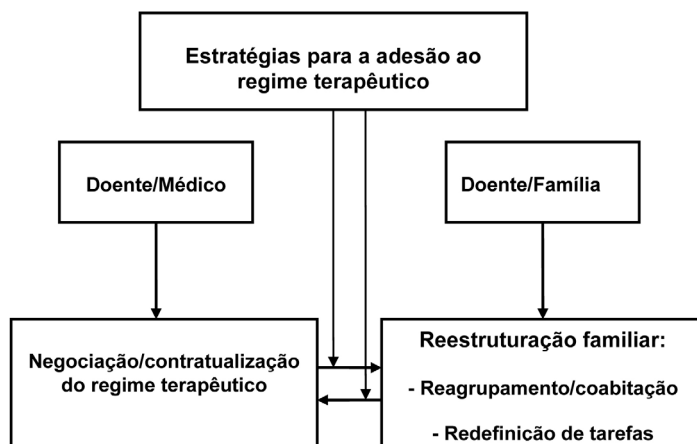 Estratégias para a adesão ao
regime terapêutico
Doente/Médico
Doente/Família
Negociação/contratualização
do regime terapêutico
Reestruturação familiar:
- Reagrupamento/coabitação
- Redefinição de tarefas